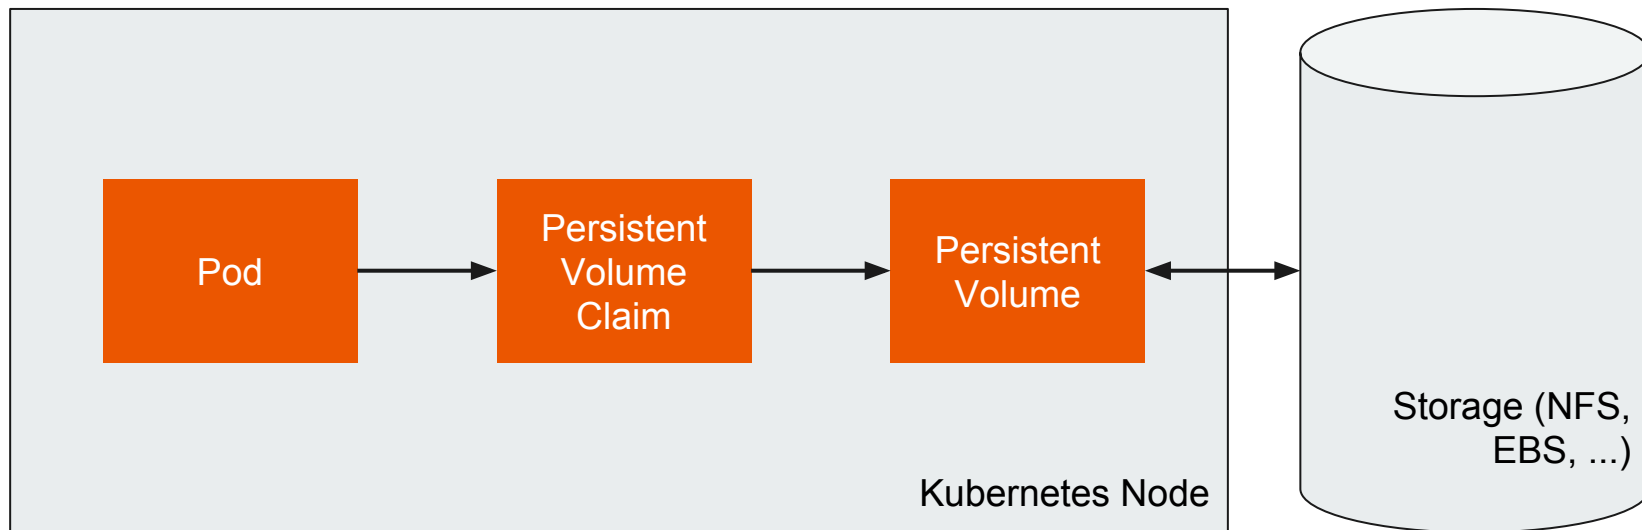 Pod
Persistent
Volume
Claim
Persistent
Volume
Storage (NFS,
EBS, ...)
Kubernetes Node